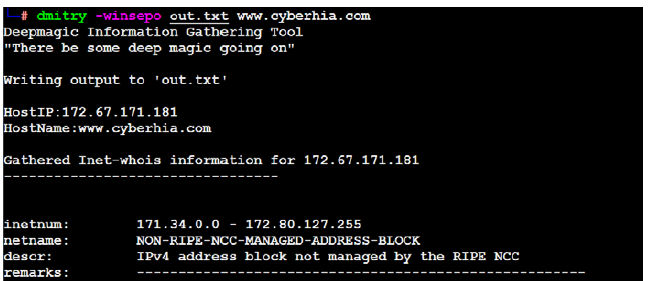 └─# dmitry -winsepo out.txt www.cyberhia.com
Deepmagic Information Gathering Tool
"There be some deep magic going on"
Writing output to 'out.txt'
HostIP:172.67.171.181
HostName:www.cyberhia.com
Gathered Inet-whois information for 172.67.171.181
---------------------------------
inetnum: 171.34.0.0 - 172.80.127.255
netname: NON-RIPE-NCC-MANAGED-ADDRESS-BLOCK
descr: IPv4 address block not managed by the RIPE NCC
remarks: ------------------------------------------------------